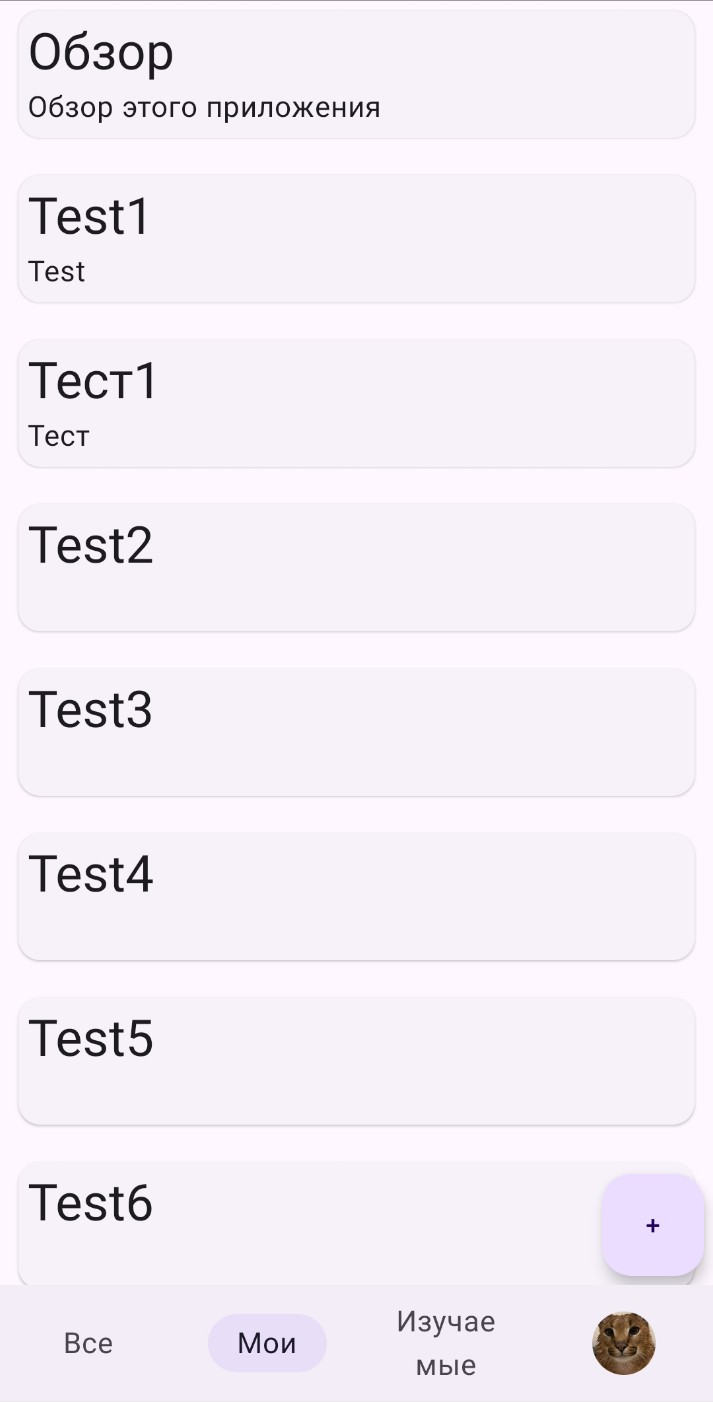 Обзор
Обзор этого приложения
Test1
Test
Тест1
Тест
Test2
Test3
Test4
Test5
Test6
+
Все
Мои
Изучае
мые